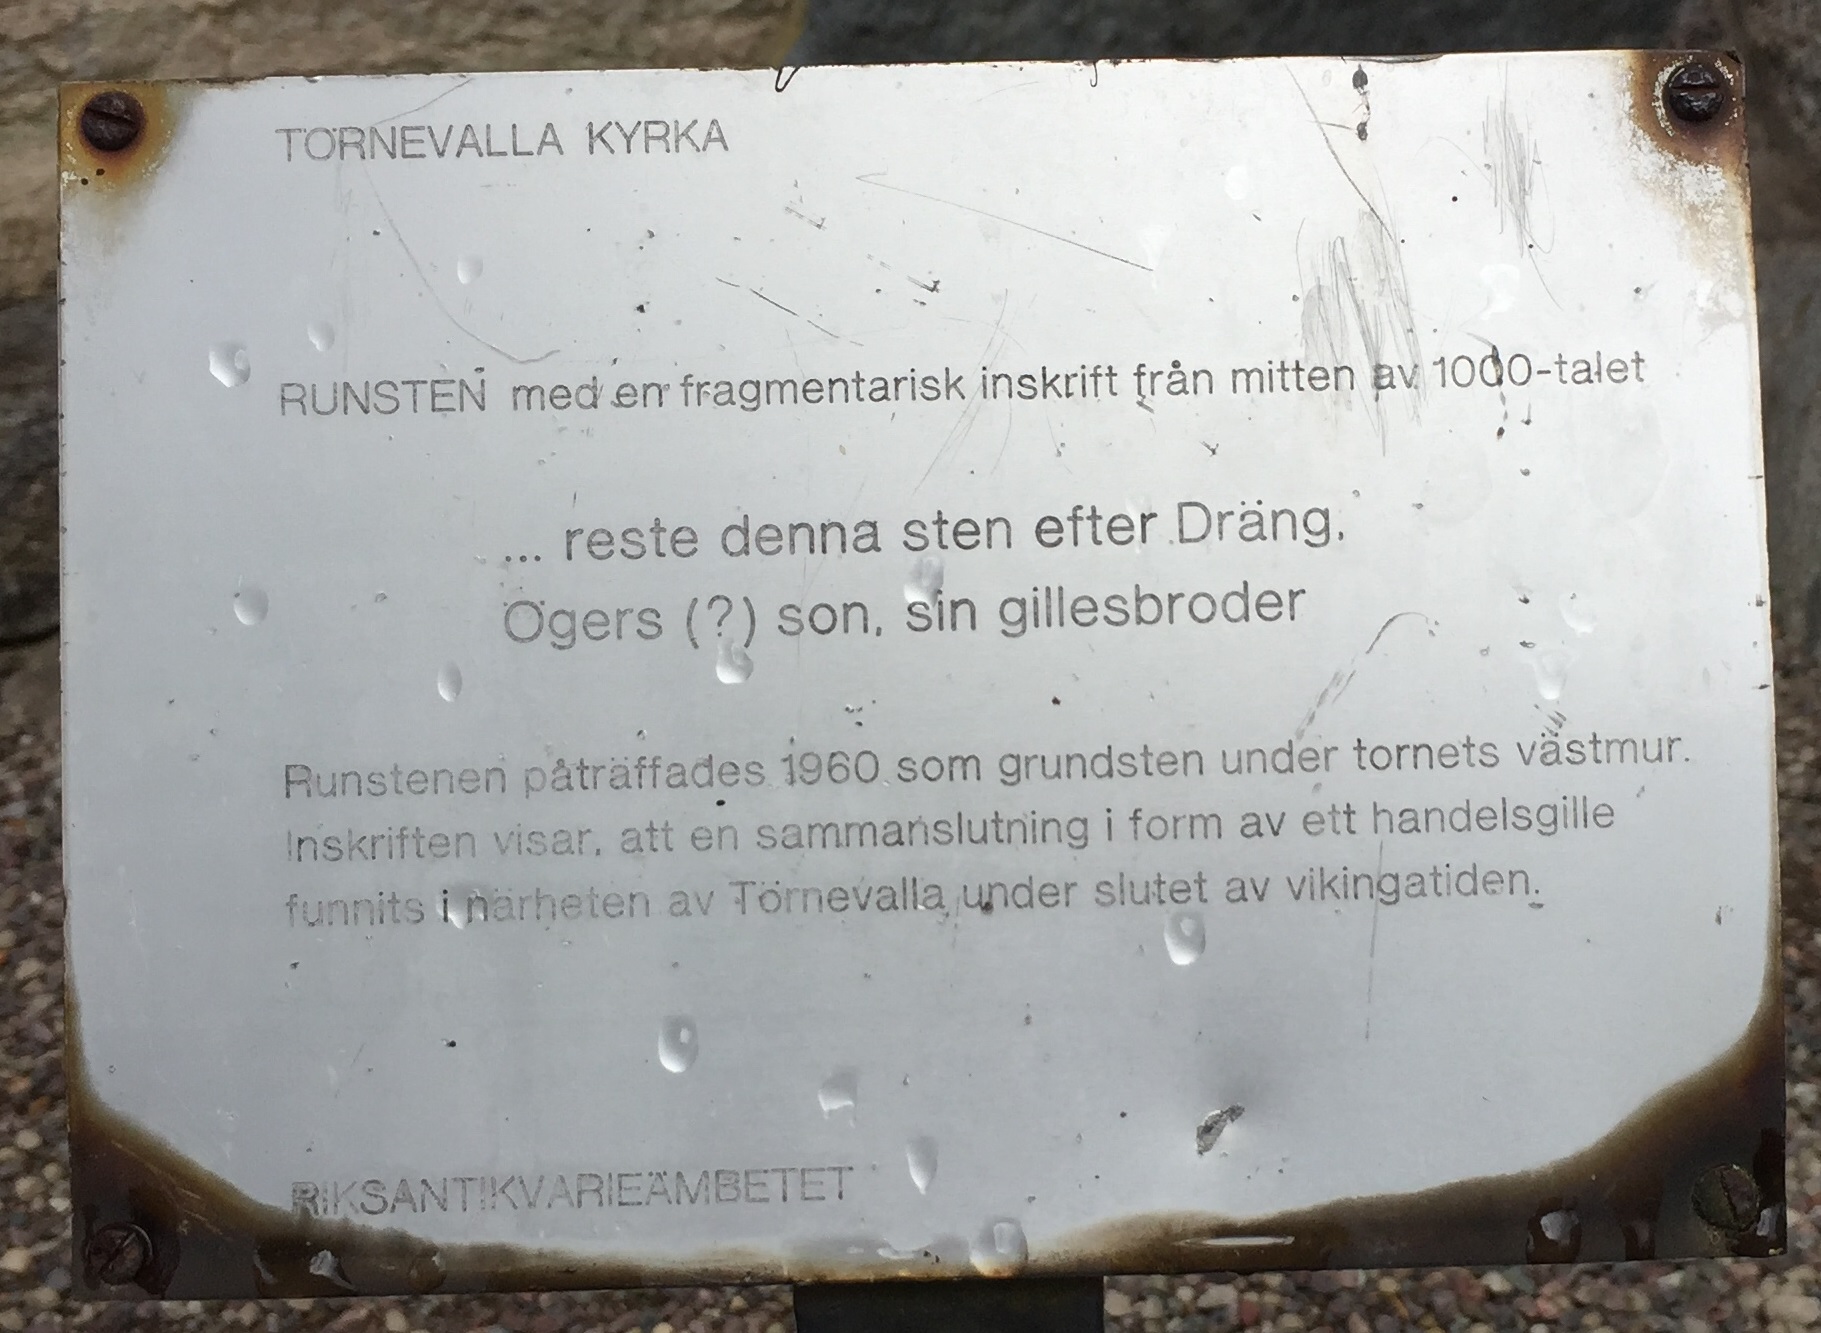 TÖRNEVALLA KYRKA
RUNSTEN med en fragmentarisk inskrift från mitten av 1000-talet
... reste denna sten efter Dräng,
Ögers (?) son, sin gillesbroder
Runstenen påträffades 1960 som grundsten under tornets västmur.
Inskriften visar, att en sammanslutning i form av ett handelsgille
funnits i närheten av Törnevalla under slutet av vikingatiden.
RIKSANTIKVARIEÄMBETET